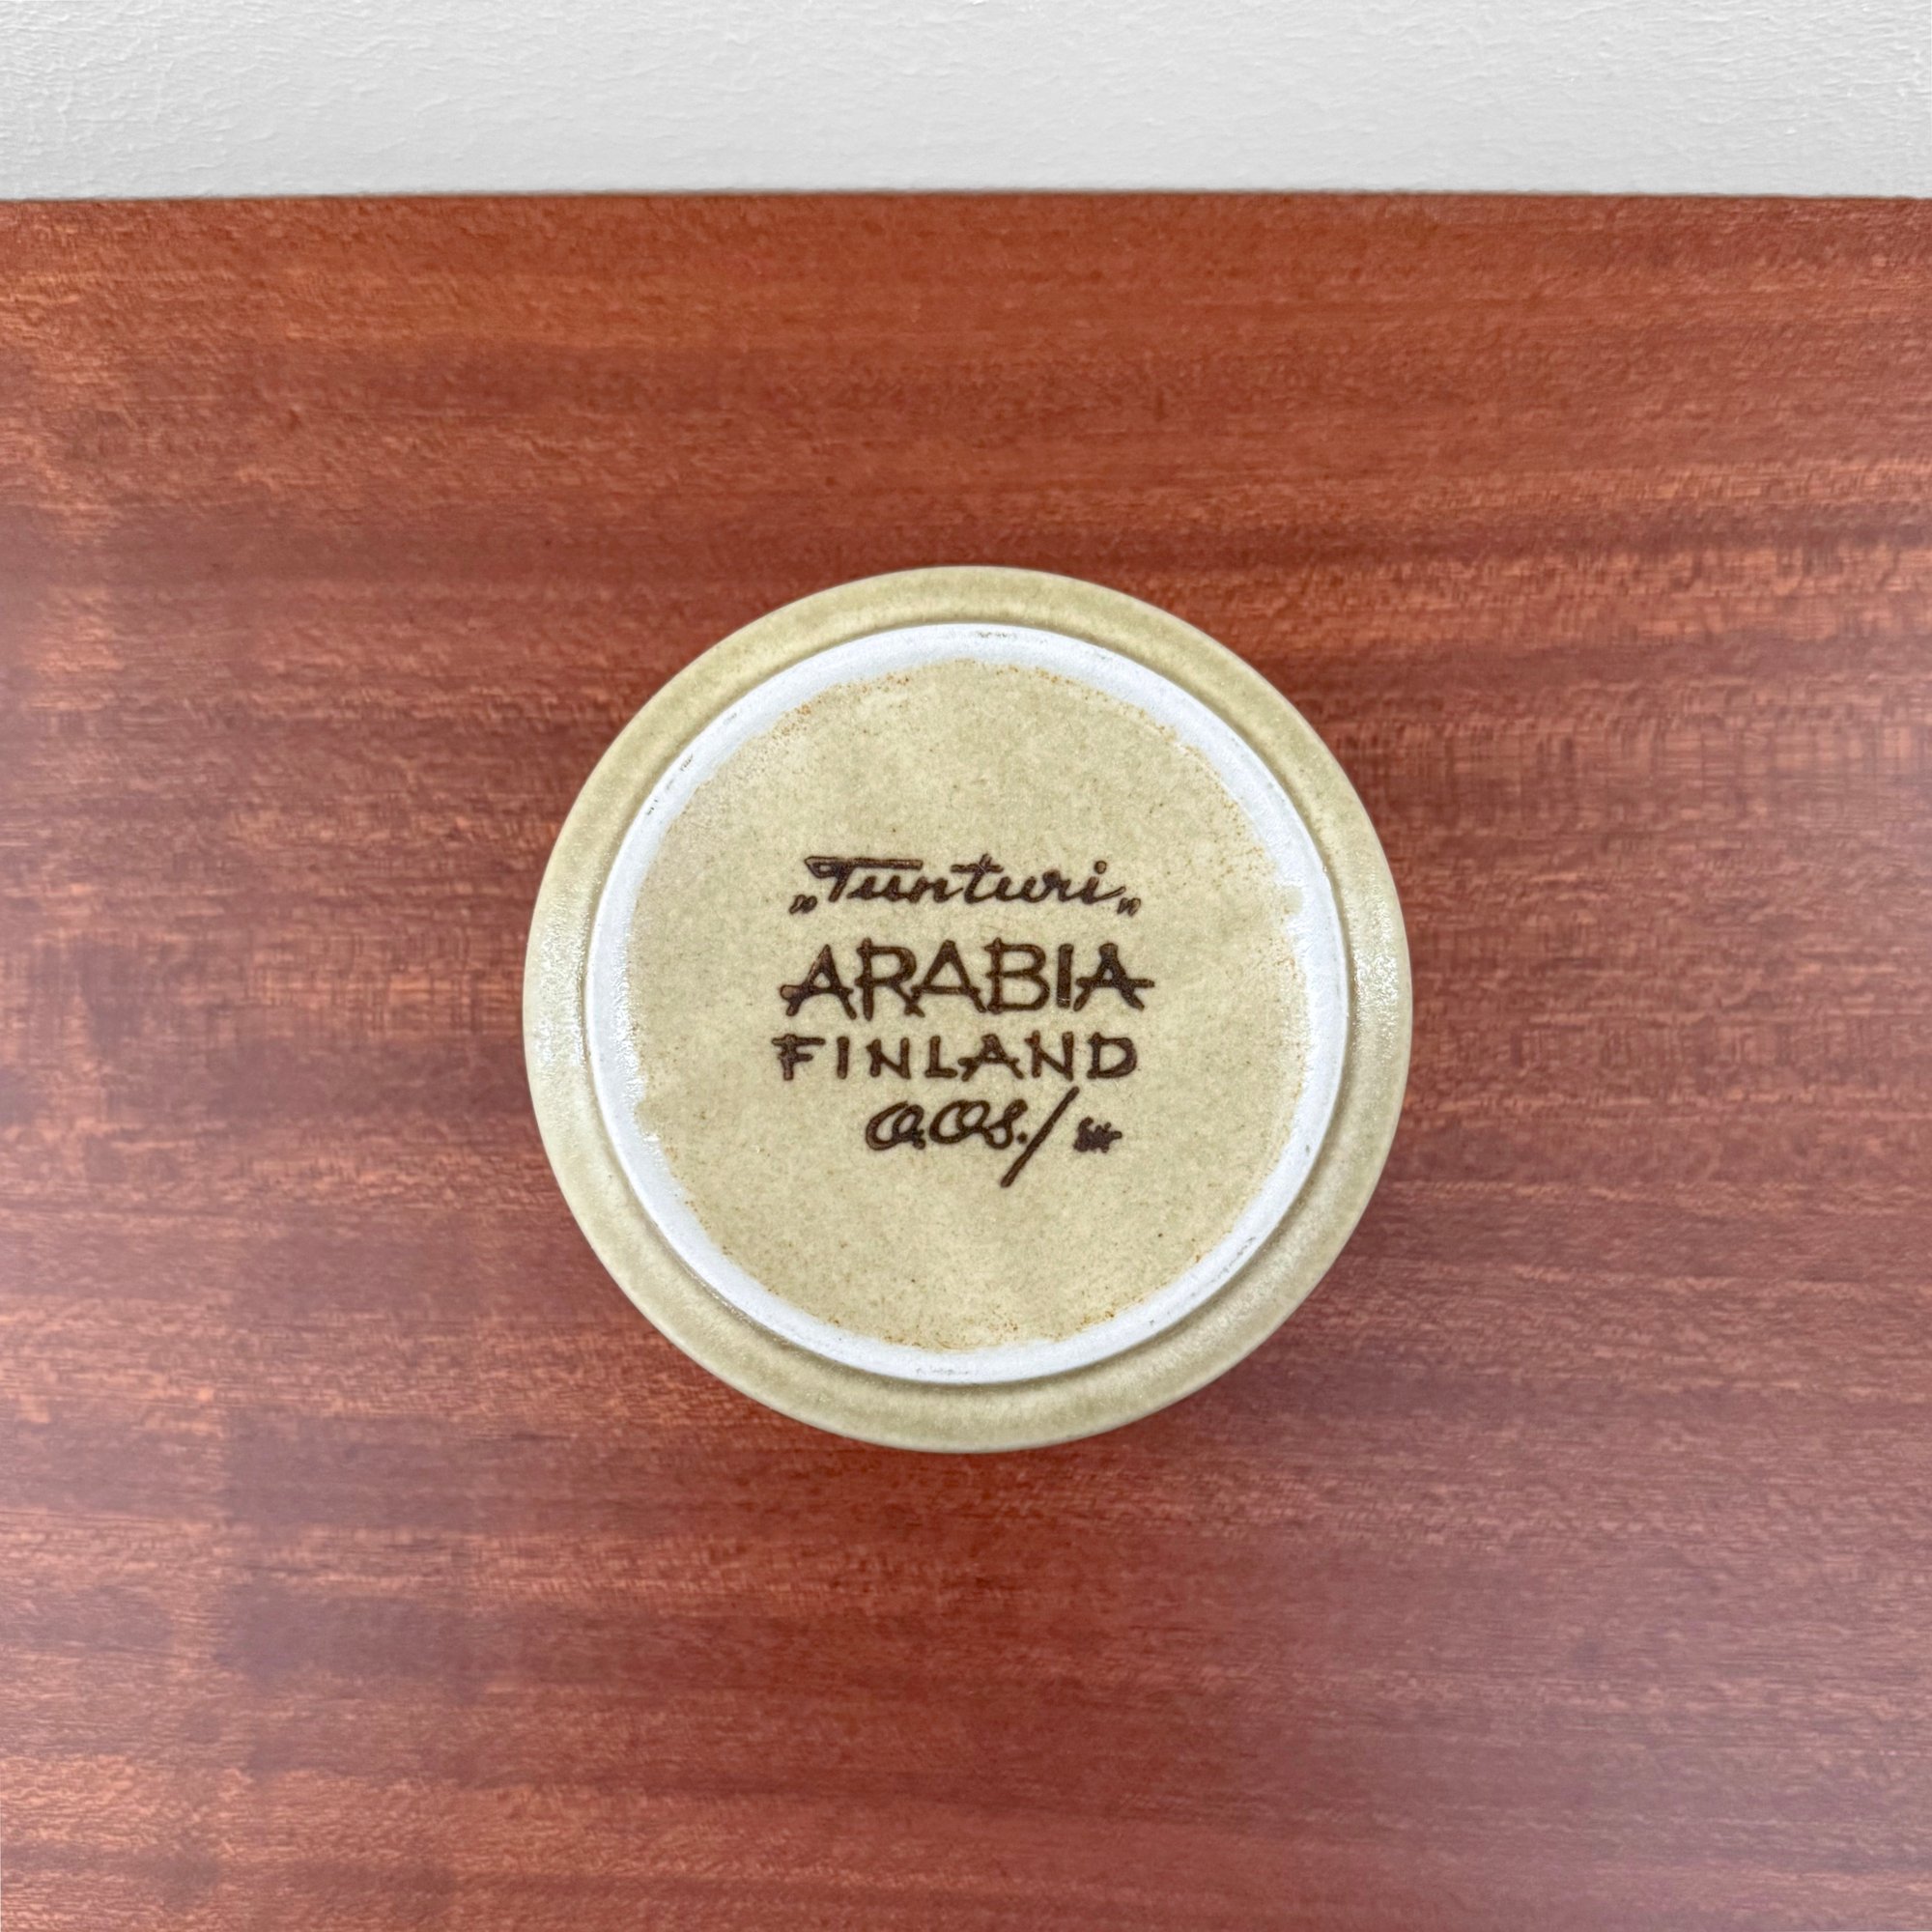 „Tunturi„
ARABIA
FINLAND
O.Os./